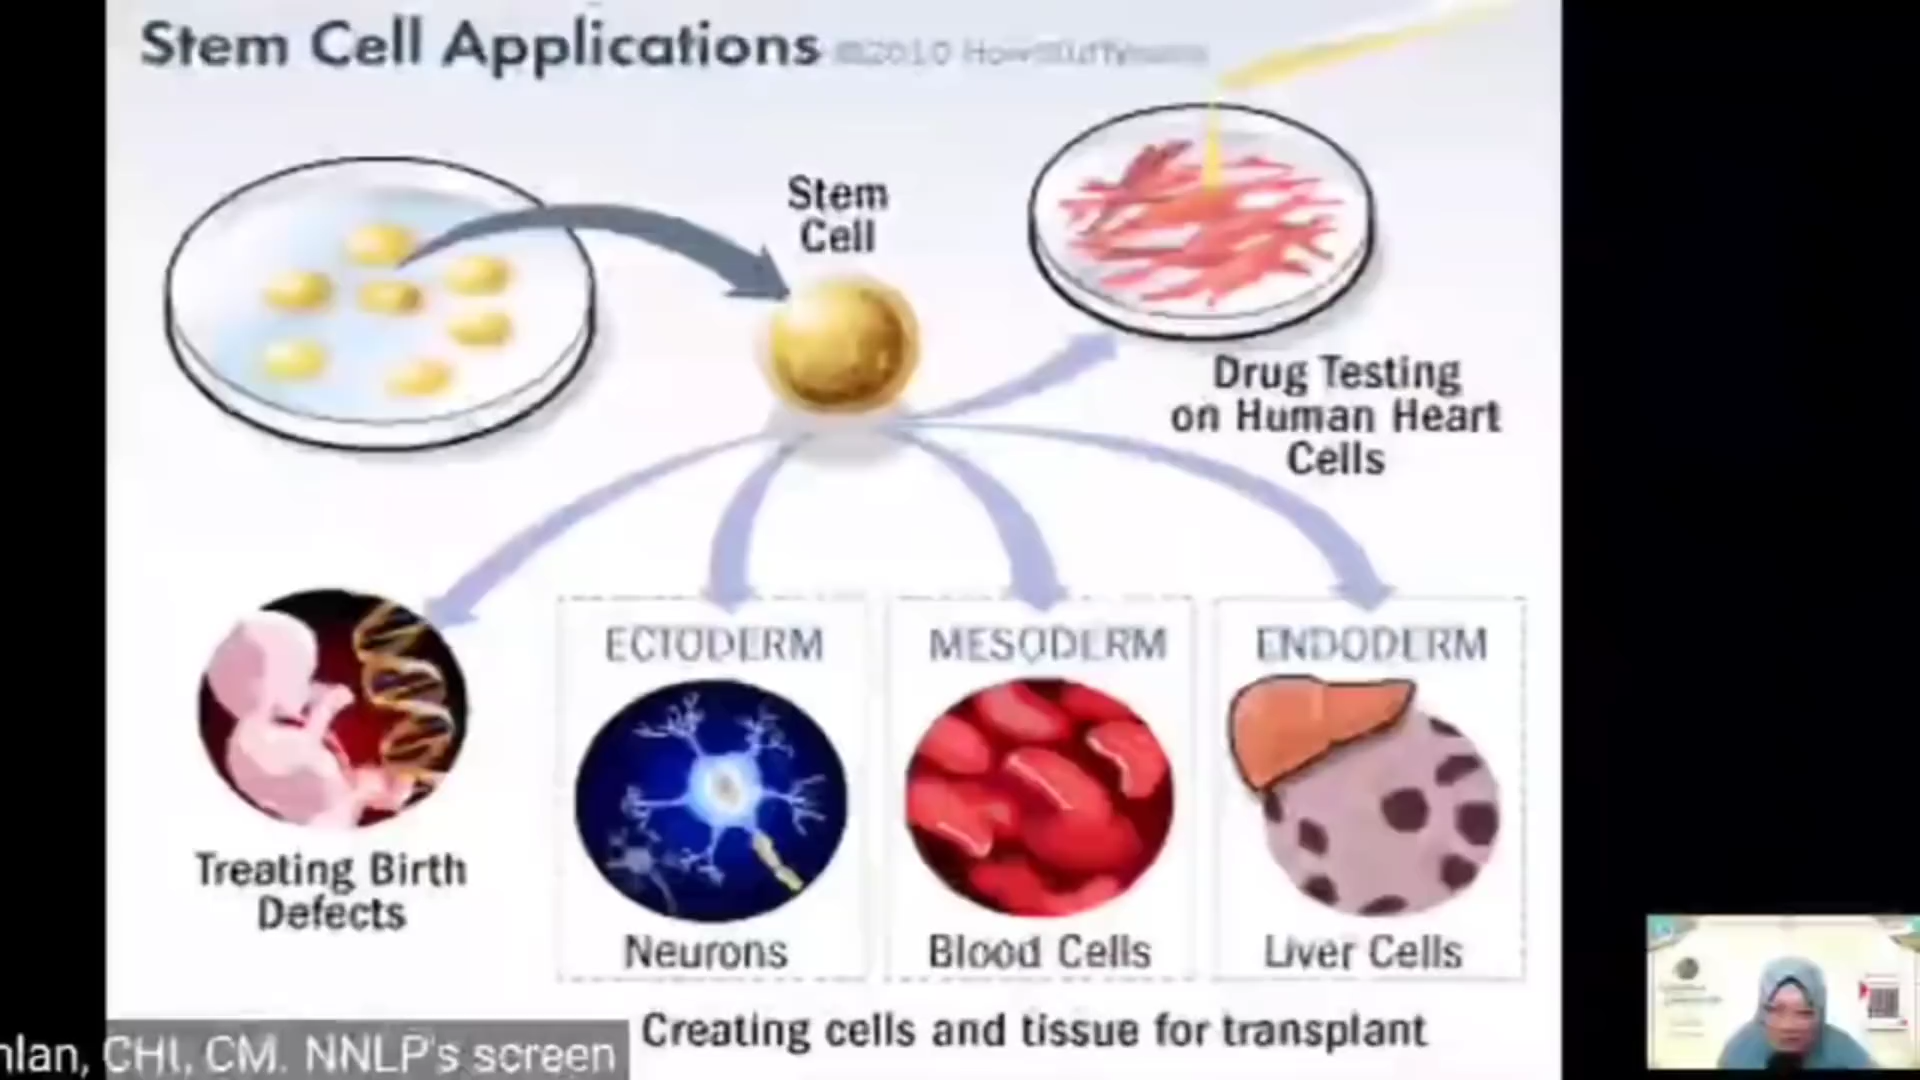 Stem Cell Applications ©2010 HowStuffWorks
Stem
Cell
Drug Testing
on Human Heart
Cells
ECTODERM
MESODERM
ENDODERM
Treating Birth
Defects
Neurons
Blood Cells
Liver Cells
Creating cells and tissue for transplant
nlan, CHI, CM. NNLP's screen